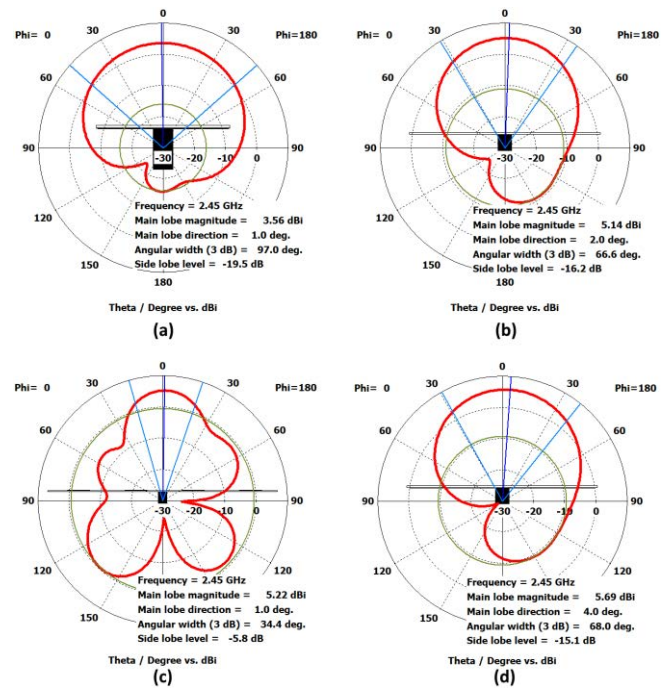 0
Phi= 0 30 30 Phi=180
60 60
90 -30 -20 -10 0 90
120 120
Frequency = 2.45 GHz
Main lobe magnitude = 3.56 dBi
Main lobe direction = 1.0 deg.
Angular width (3 dB) = 97.0 deg.
Side lobe level = -19.5 dB
150
180
Theta / Degree vs. dBi
(a)
0
Phi= 0 30 30 Phi=180
60 60
90 -30 -20 -10 0 90
120
Frequency = 2.45 GHz
Main lobe magnitude = 5.14 dBi
Main lobe direction = 2.0 deg.
Angular width (3 dB) = 66.6 deg.
Side lobe level = -16.2 dB
150
180
Theta / Degree vs. dBi
(b)
0
Phi= 0 30 30 Phi=180
60 60
90 -30 -20 -10 0 90
120 120
Frequency = 2.45 GHz
Main lobe magnitude = 5.22 dBi
Main lobe direction = 1.0 deg.
Angular width (3 dB) = 34.4 deg.
Side lobe level = -5.8 dB
150
180
Theta / Degree vs. dBi
(c)
0
Phi= 0 30 30 Phi=180
60 60
90 -30 -20 -10 0 90
120 120
Frequency = 2.45 GHz
Main lobe magnitude = 5.69 dBi
Main lobe direction = 4.0 deg.
Angular width (3 dB) = 68.0 deg.
Side lobe level = -15.1 dB
150
180
Theta / Degree vs. dBi
(d)